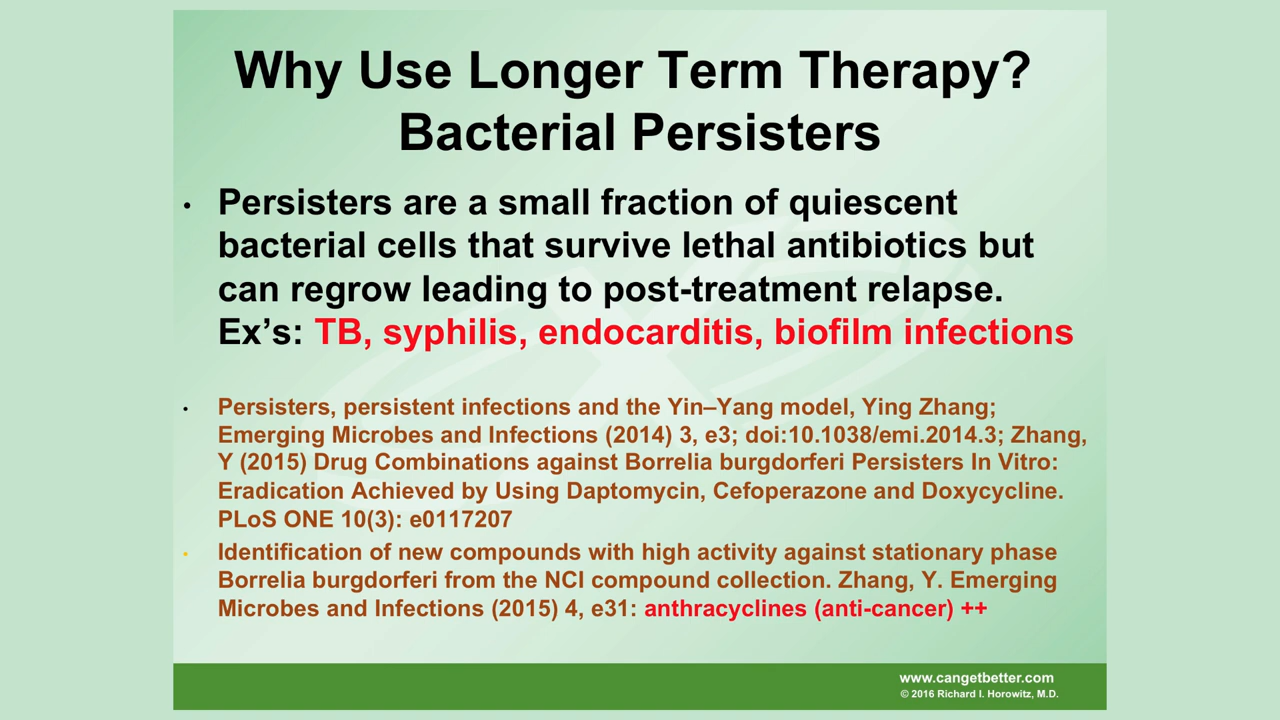 Why Use Longer Term Therapy?
Bacterial Persisters
• Persisters are a small fraction of quiescent
bacterial cells that survive lethal antibiotics but
can regrow leading to post-treatment relapse.
Ex’s: TB, syphilis, endocarditis, biofilm infections
• Persisters, persistent infections and the Yin–Yang model, Ying Zhang;
Emerging Microbes and Infections (2014) 3, e3; doi:10.1038/emi.2014.3; Zhang,
Y (2015) Drug Combinations against Borrelia burgdorferi Persisters In Vitro:
Eradication Achieved by Using Daptomycin, Cefoperazone and Doxycycline.
PLoS ONE 10(3): e0117207
• Identification of new compounds with high activity against stationary phase
Borrelia burgdorferi from the NCI compound collection. Zhang, Y. Emerging
Microbes and Infections (2015) 4, e31: anthracyclines (anti-cancer) ++
www.cangetbetter.com
© 2016 Richard I. Horowitz, M.D.